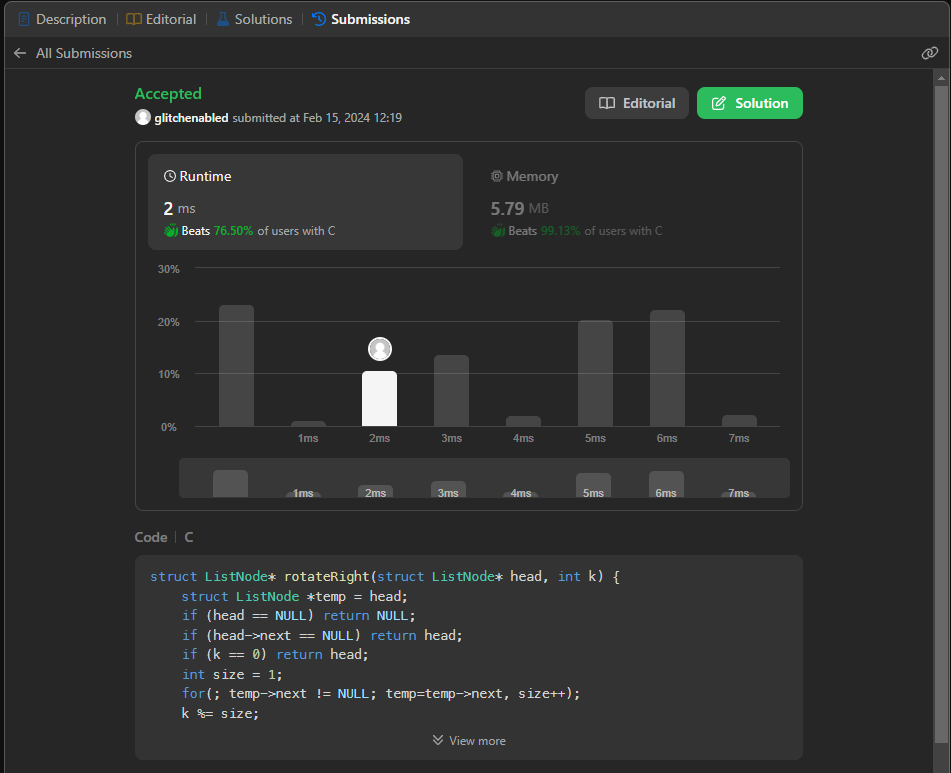 Description | Editorial | Solutions | Submissions
All Submissions
Accepted
glitchenabled submitted at Feb 15, 2024 12:19
Editorial
Solution
Runtime
2 ms
Beats 76.50% of users with C
Memory
5.79 MB
Beats 99.13% of users with C
30%
20%
10%
0%
1ms 2ms 3ms 4ms 5ms 6ms 7ms
1ms 2ms 3ms 4ms 5ms 6ms 7ms
Code | C
struct ListNode* rotateRight(struct ListNode* head, int k) {
    struct ListNode *temp = head;
    if (head == NULL) return NULL;
    if (head->next == NULL) return head;
    if (k == 0) return head;
    int size = 1;
    for(; temp->next != NULL; temp=temp->next, size++);
    k %= size;
View more